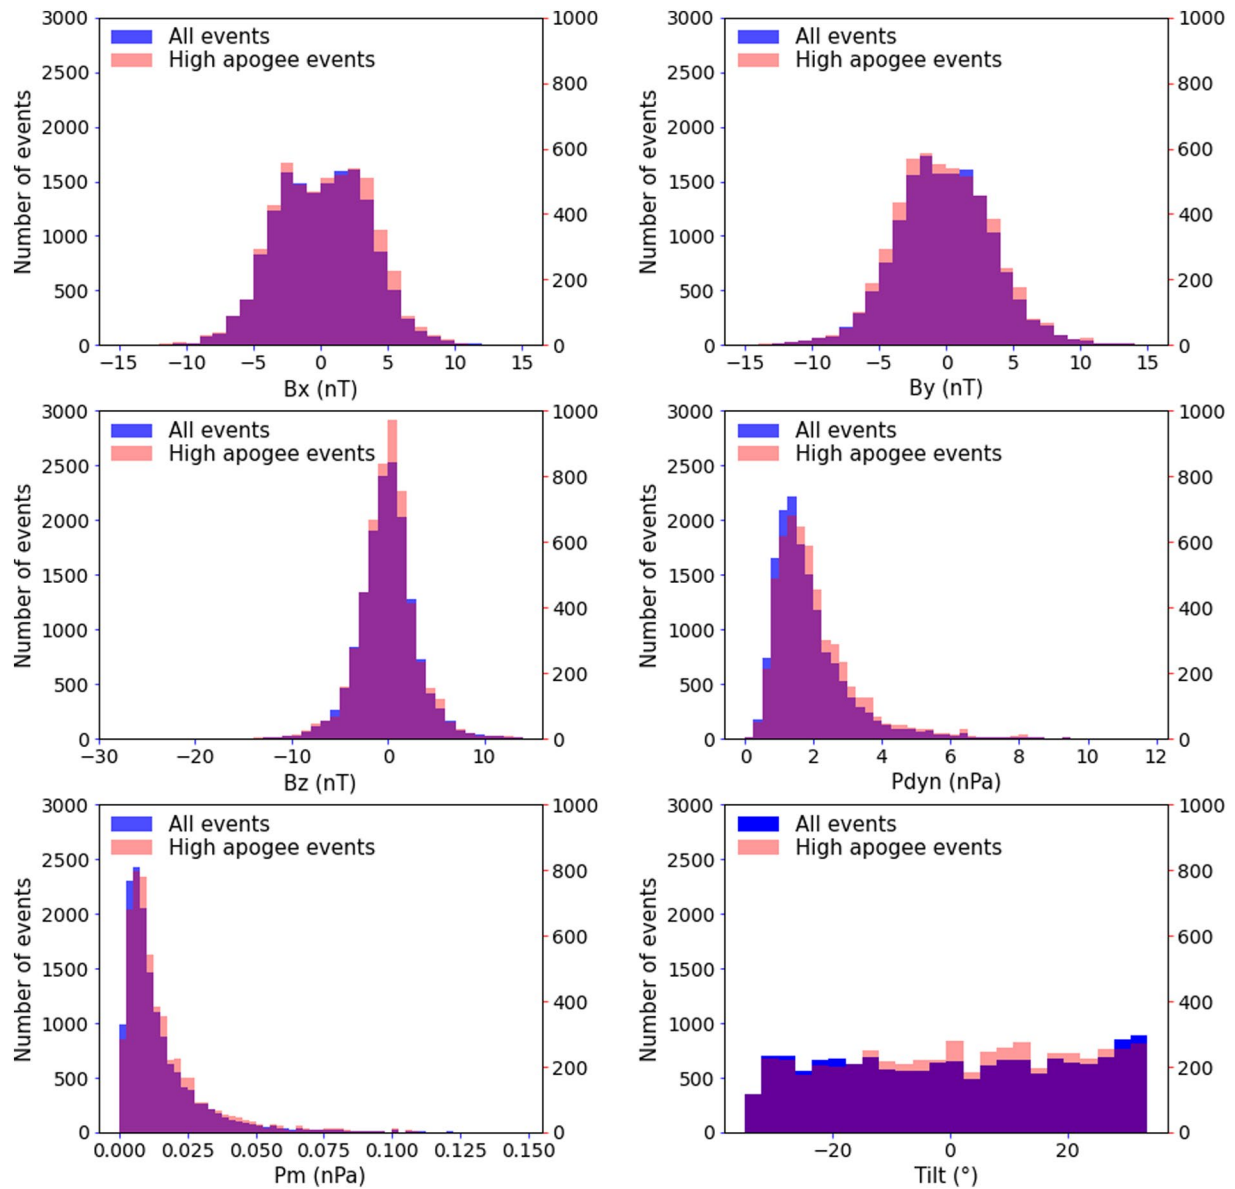 3000
2500
2000
1500
1000
500
0
Number of events
All events
High apogee events
1000
800
600
400
200
0
−15 −10 −5 0 5 10 15
Bx (nT)
3000
2500
2000
1500
1000
500
0
Number of events
All events
High apogee events
1000
800
600
400
200
0
−15 −10 −5 0 5 10 15
By (nT)
3000
2500
2000
1500
1000
500
0
Number of events
All events
High apogee events
1000
800
600
400
200
0
−30 −20 −10 0 10
Bz (nT)
3000
2500
2000
1500
1000
500
0
Number of events
All events
High apogee events
1000
800
600
400
200
0
0 2 4 6 8 10 12
Pdyn (nPa)
3000
2500
2000
1500
1000
500
0
Number of events
All events
High apogee events
1000
800
600
400
200
0
0.000 0.025 0.050 0.075 0.100 0.125 0.150
Pm (nPa)
3000
2500
2000
1500
1000
500
0
Number of events
All events
High apogee events
1000
800
600
400
200
0
−20 0 20
Tilt (°)